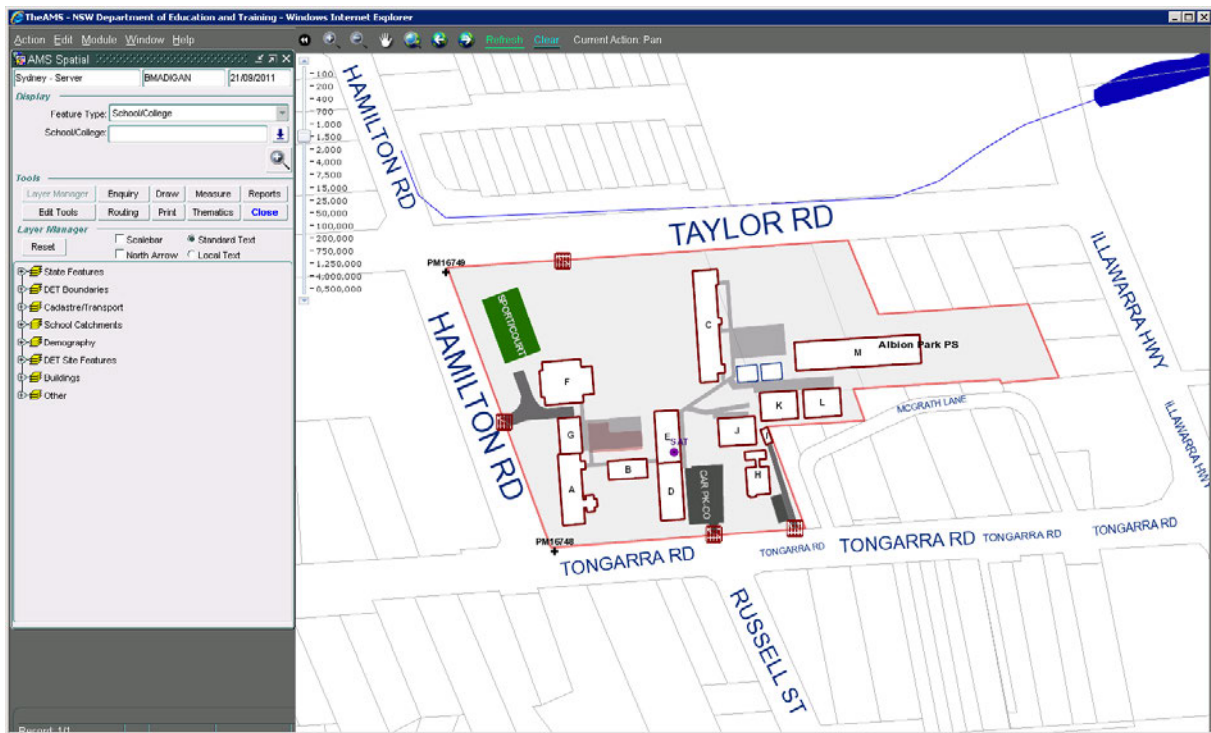 TheAMS - NSW Department of Education and Training - Windows Internet Explorer
Action Edit Module Window Help
Refresh Clear Current Action: Pan
AMS Spatial
Sydney - Server BMADIGAN 21/09/2011
Display
Feature Type: School/College
School/College:
Tools
Layer Manager Enquiry Draw Measure Reports
Edit Tools Routing Print Thematics Close
Layer Manager
Reset Scalebar Standard Text
North Arrow Local Text
State Features
DET Boundaries
Cadastre/Transport
School Catchments
Demography
DET Site Features
Buildings
Other
Record: 1/1
100
200
400
700
1,000
1,500
2,000
4,000
7,500
15,000
25,000
50,000
100,000
200,000
750,000
1,250,000
4,000,000
HAMILTON RD
TAYLOR RD
ILLAWARRA HWY
PM16749
SPORT/COURT
HAMILTON RD
C
M
Albion Park PS
F
K
L
MCGRATH LANE
ILLAWARRA HWY
G
E
J
I
SAT
B
A
D
CAR PK-CO
H
PM16748
TONGARRA RD
TONGARRA RD
TONGARRA RD
TONGARRA RD
TONGARRA RD
RUSSELL ST